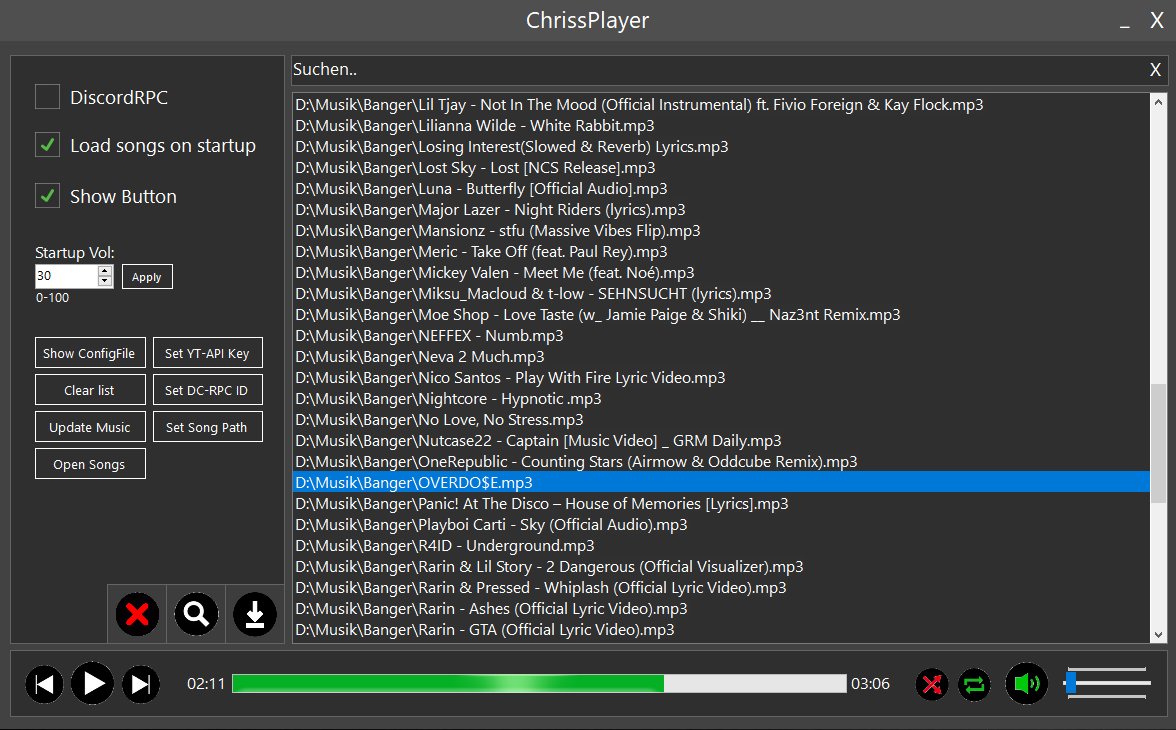 ChrissPlayer
_ X
DiscordRPC
Load songs on startup
Show Button
Startup Vol:
30
Apply
0-100
Show ConfigFile
Set YT-API Key
Clear list
Set DC-RPC ID
Update Music
Set Song Path
Open Songs
Suchen..
X
D:\Musik\Banger\Lil Tjay - Not In The Mood (Official Instrumental) ft. Fivio Foreign & Kay Flock.mp3
D:\Musik\Banger\Lilianna Wilde - White Rabbit.mp3
D:\Musik\Banger\Losing Interest(Slowed & Reverb) Lyrics.mp3
D:\Musik\Banger\Lost Sky - Lost [NCS Release].mp3
D:\Musik\Banger\Luna - Butterfly [Official Audio].mp3
D:\Musik\Banger\Major Lazer - Night Riders (lyrics).mp3
D:\Musik\Banger\Mansionz - stfu (Massive Vibes Flip).mp3
D:\Musik\Banger\Meric - Take Off (feat. Paul Rey).mp3
D:\Musik\Banger\Mickey Valen - Meet Me (feat. Noé).mp3
D:\Musik\Banger\Miksu_Macloud & t-low - SEHNSUCHT (lyrics).mp3
D:\Musik\Banger\Moe Shop - Love Taste (w_ Jamie Paige & Shiki) __ Naz3nt Remix.mp3
D:\Musik\Banger\NEFFEX - Numb.mp3
D:\Musik\Banger\Neva 2 Much.mp3
D:\Musik\Banger\Nico Santos - Play With Fire Lyric Video.mp3
D:\Musik\Banger\Nightcore - Hypnotic .mp3
D:\Musik\Banger\No Love, No Stress.mp3
D:\Musik\Banger\Nutcase22 - Captain [Music Video] _ GRM Daily.mp3
D:\Musik\Banger\OneRepublic - Counting Stars (Airmow & Oddcube Remix).mp3
D:\Musik\Banger\OVERDO$E.mp3
D:\Musik\Banger\Panic! At The Disco – House of Memories [Lyrics].mp3
D:\Musik\Banger\Playboi Carti - Sky (Official Audio).mp3
D:\Musik\Banger\R4ID - Underground.mp3
D:\Musik\Banger\Rarin & Lil Story - 2 Dangerous (Official Visualizer).mp3
D:\Musik\Banger\Rarin & Pressed - Whiplash (Official Lyric Video).mp3
D:\Musik\Banger\Rarin - Ashes (Official Lyric Video).mp3
D:\Musik\Banger\Rarin - GTA (Official Lyric Video).mp3
02:11
03:06